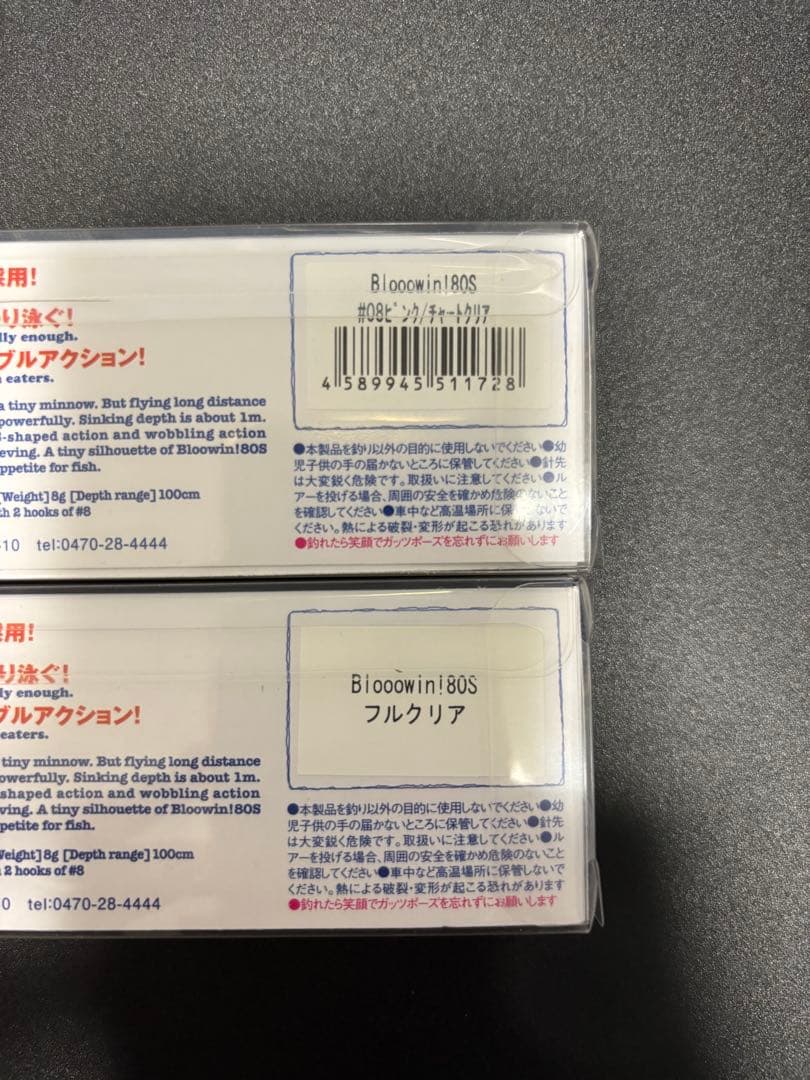 採用!
り泳ぐ!
lly enough.
ブルアクション!
n eaters.
a tiny minnow. But flying long distance
powerfully. Sinking depth is about 1m.
-shaped action and wobbling action
eving. A tiny silhouette of Bloowin!80S
ppetite for fish.
[Weight]8g [Depth range]100cm
th 2 hooks of #8
10 tel:0470-28-4444
Blooowin!80S
#08ピンク/チャートクリア
4 589945 511728
●本製品を釣り以外の目的に使用しないでください●幼
児子供の手の届かないところに保管してください●針先
は大変鋭く危険です。取扱いに注意してください●ル
アーを投げる場合、周囲の安全を確かめ危険のないこと
を確認してください●車中など高温場所に保管しないで
ください。熱による破裂・変形が起こる恐れがあります
●釣れたら笑顔でガッツポーズを忘れずにお願いします
採用!
り泳ぐ!
ly enough.
ブルアクション!
eaters.
tiny minnow. But flying long distance
owerfully. Sinking depth is about 1m.
shaped action and wobbling action
ving. A tiny silhouette of Bloowin!80S
petite for fish.
Weight]8g [Depth range]100cm
2 hooks of #8
0 tel:0470-28-4444
Blooowin!80S
フルクリア
●本製品を釣り以外の目的に使用しないでください●幼
児子供の手の届かないところに保管してください●針先
は大変鋭く危険です。取扱いに注意してください●ル
アーを投げる場合、周囲の安全を確かめ危険のないこと
を確認してください●車中など高温場所に保管しないで
ください。熱による破裂・変形が起こる恐れがあります
●釣れたら笑顔でガッツポーズを忘れずにお願いします